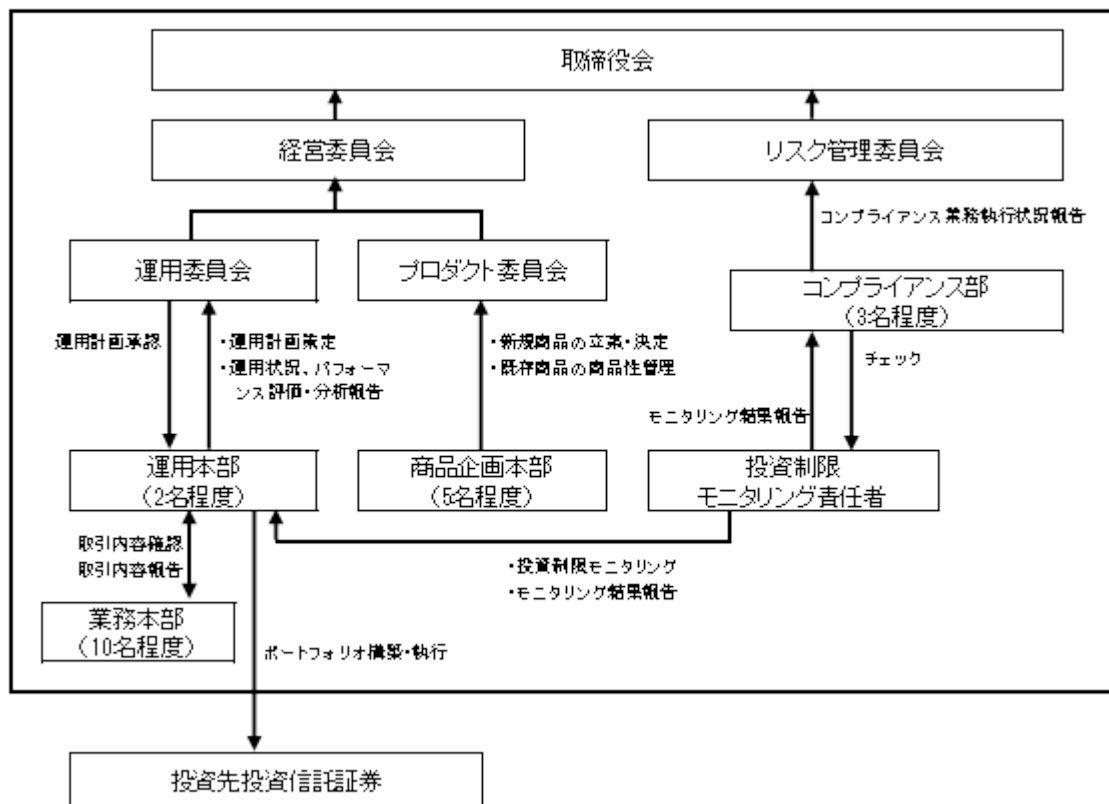 取締役会
経営委員会
リスク管理委員会
コンプライアンス業務執行状況報告
運用委員会
プロダクト委員会
コンプライアンス部
(3名程度)
運用計画承認
・運用計画策定
・運用状況、パフォーマ
ンス評価・分析報告
・新規商品の立案・決定
・既存商品の商品性管理
チェック
モニタリング結果報告
運用本部
(2名程度)
商品企画本部
(5名程度)
投資制限
モニタリング責任者
取引内容確認
取引内容報告
・投資制限モニタリング
・モニタリング結果報告
業務本部
(10名程度)
ポートフォリオ構築・執行
投資先投資信託証券